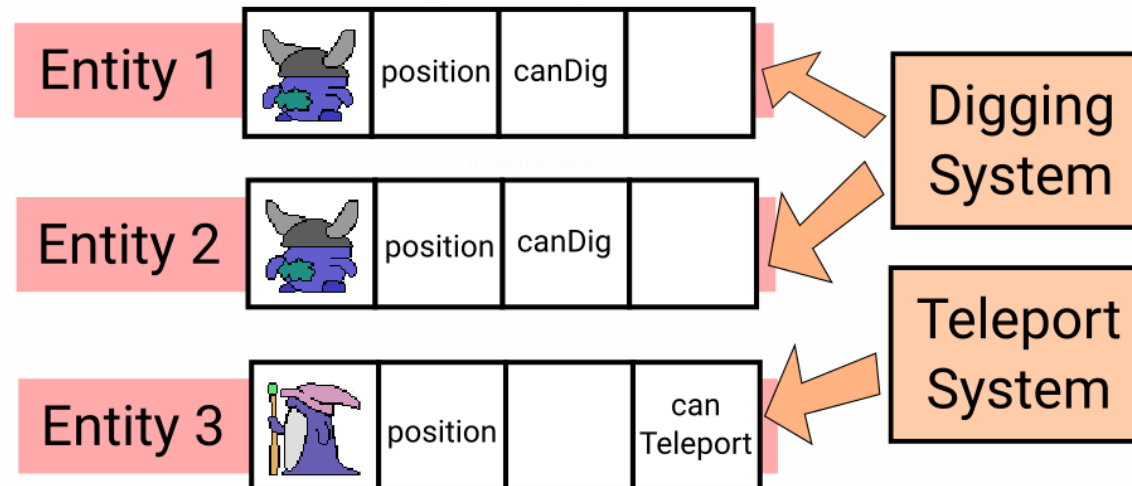 Entity 1
position
canDig
Digging
System
Entity 2
position
canDig
Teleport
System
Entity 3
position
can
Teleport